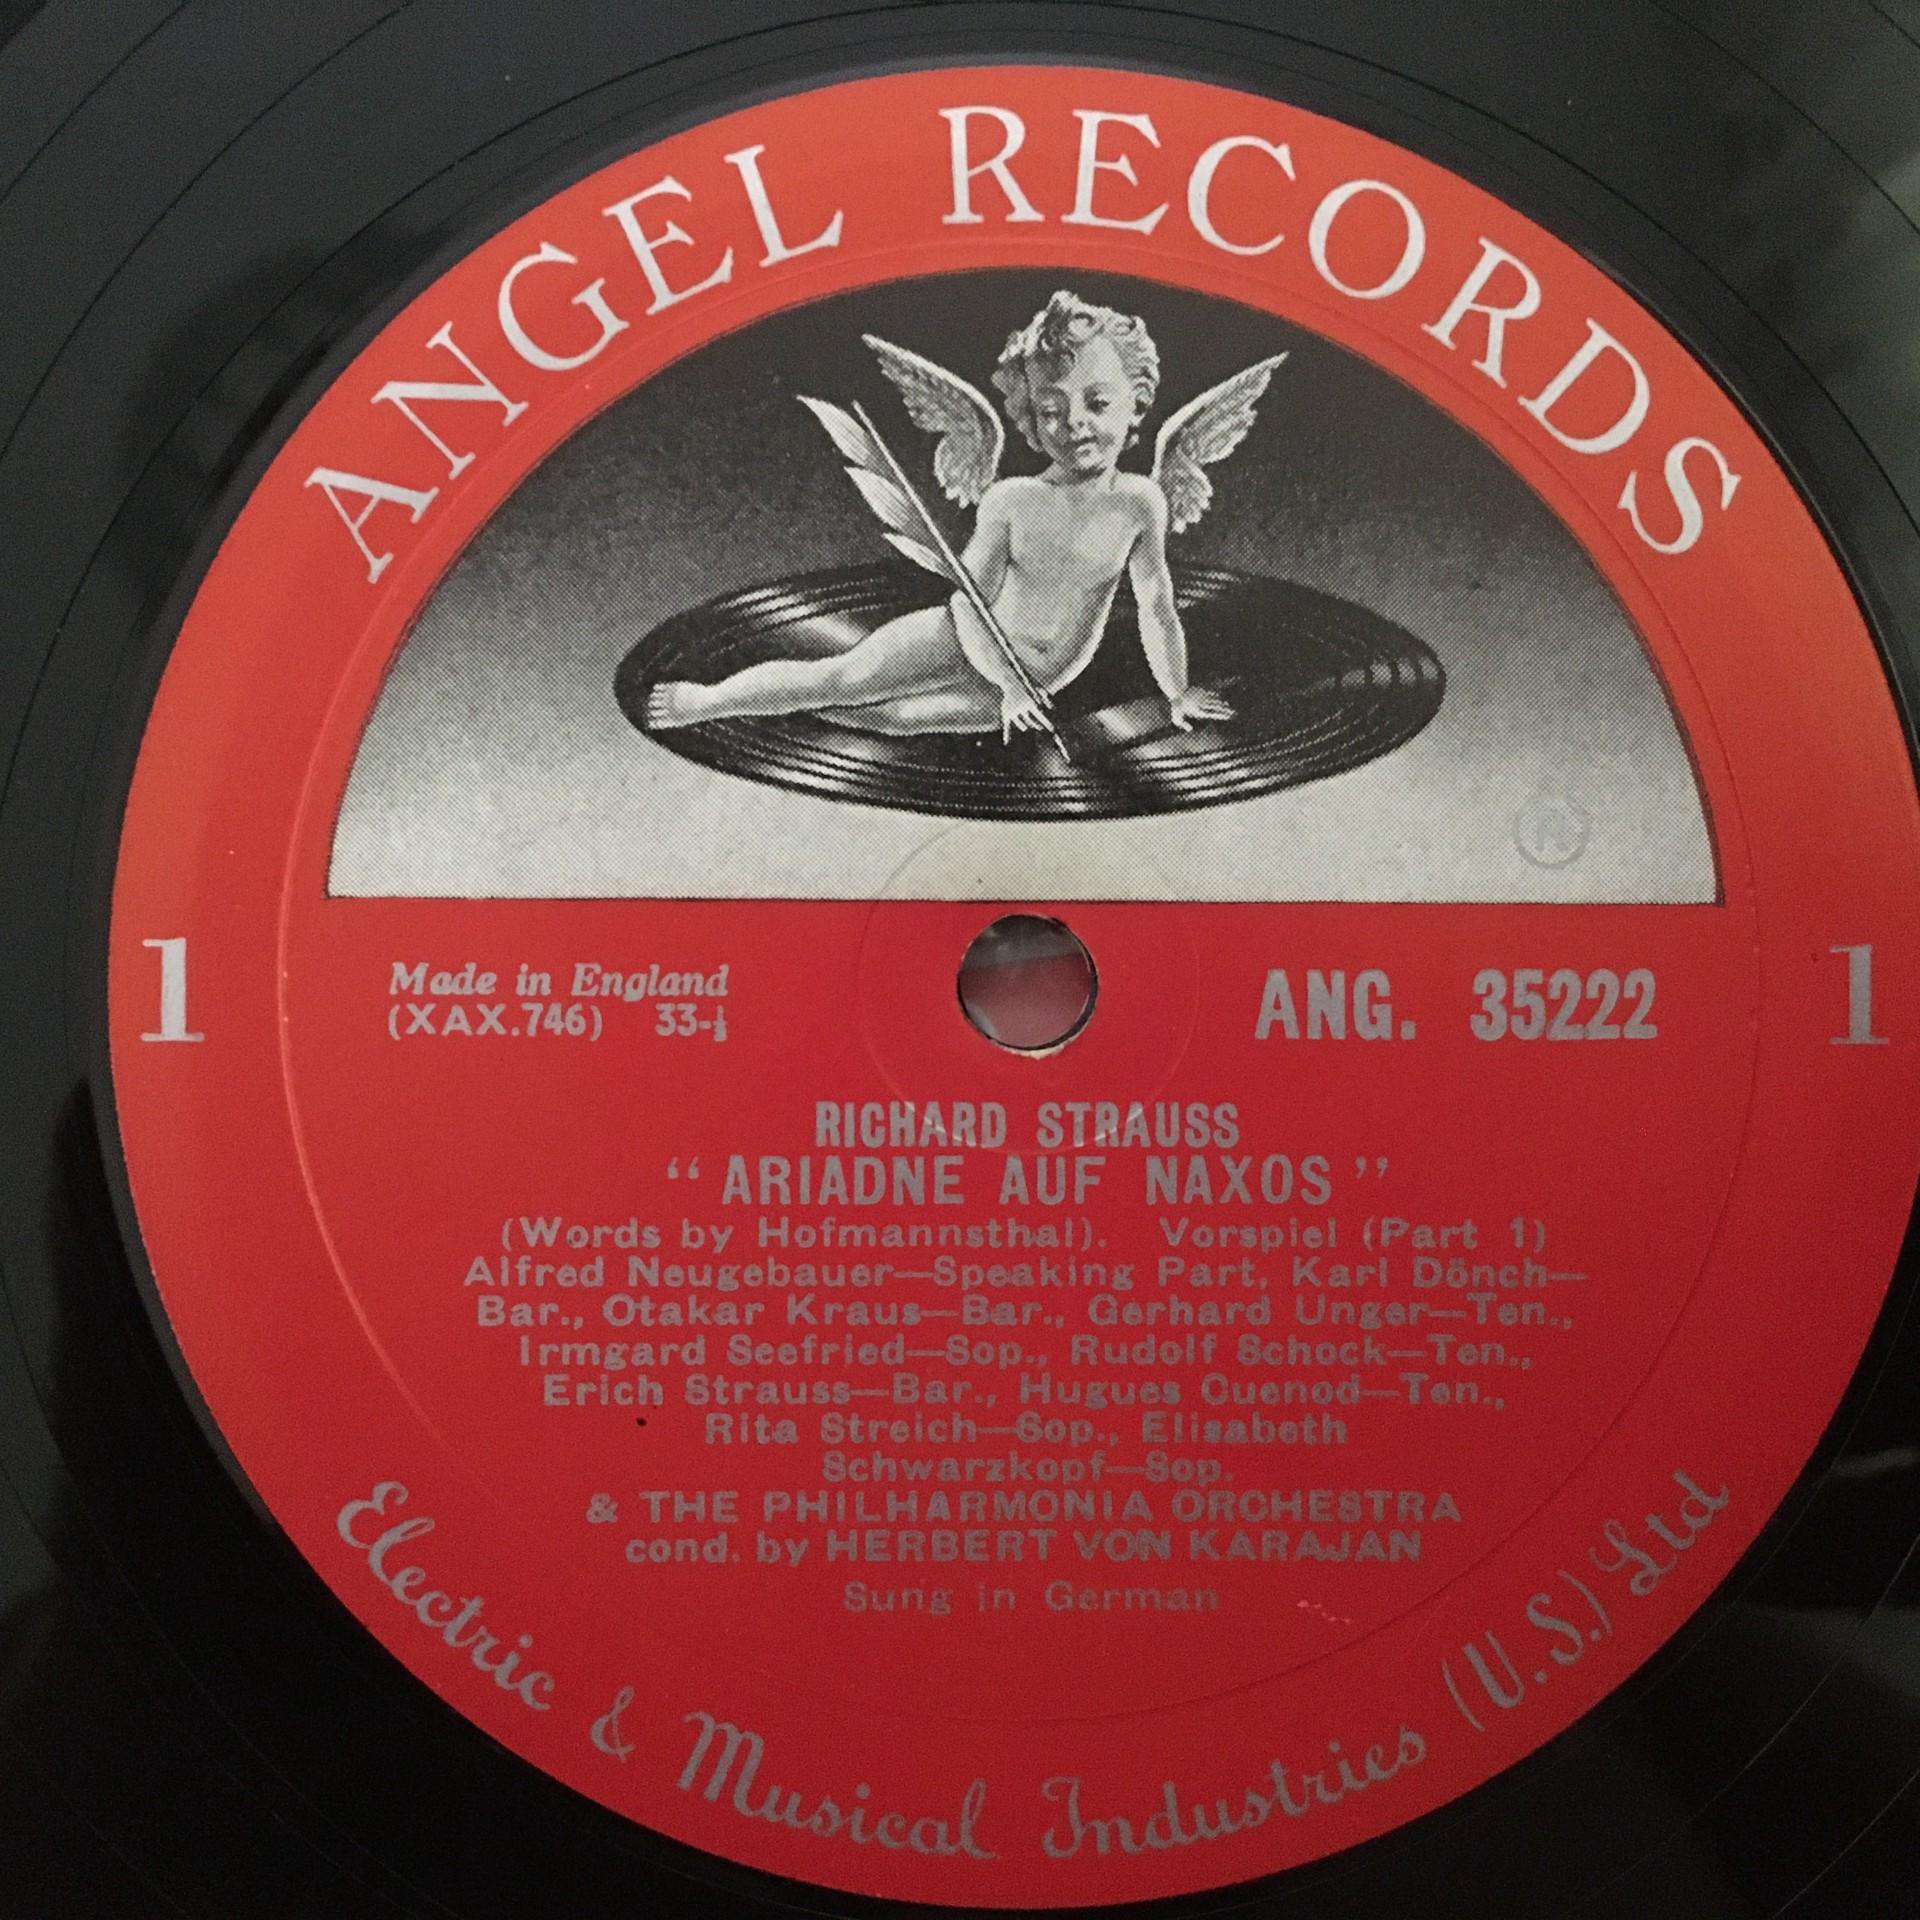 ANGEL RECORDS
®
1
1
Made in England
(XAX.746) 33-⅓
ANG. 35222
RICHARD STRAUSS
“ ARIADNE AUF NAXOS ”
(Words by Hofmannsthal). Vorspiel (Part 1)
Alfred Neugebauer—Speaking Part, Karl Dönch—
Bar., Otakar Kraus—Bar., Gerhard Unger—Ten.,
Irmgard Seefried—Sop., Rudolf Schock—Ten.,
Erich Strauss—Bar., Hugues Cuenod—Ten.,
Rita Streich—Sop., Elisabeth
Schwarzkopf—Sop.
& THE PHILHARMONIA ORCHESTRA
cond. by HERBERT VON KARAJAN
Sung in German
Electric & Musical Industries (U.S.) Ltd